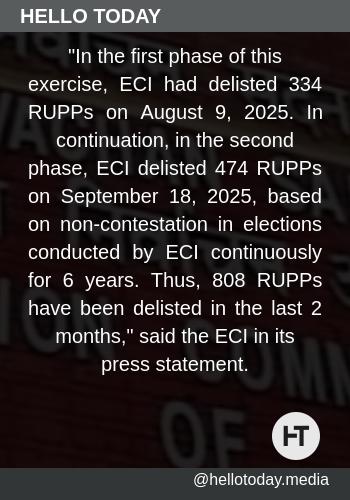 HELLO TODAY
"In the first phase of this
exercise, ECI had delisted 334
RUPPs on August 9, 2025. In
continuation, in the second
phase, ECI delisted 474 RUPPs
on September 18, 2025, based
on non-contestation in elections
conducted by ECI continuously
for 6 years. Thus, 808 RUPPs
have been delisted in the last 2
months," said the ECI in its
press statement.
OF
HT
@hellotoday.media